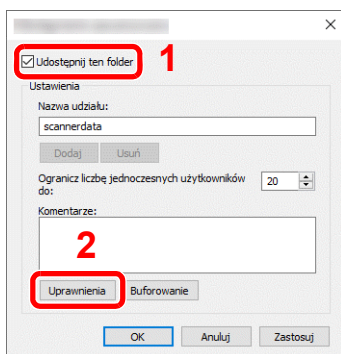 Udostępnij ten folder
1
Ustawienia
Nazwa udziału:
scannerdata
Dodaj Usuń
Ogranicz liczbę jednoczesnych użytkowników 20
do:
Komentarze:
2
Uprawnienia Buforowanie
OK Anuluj Zastosuj